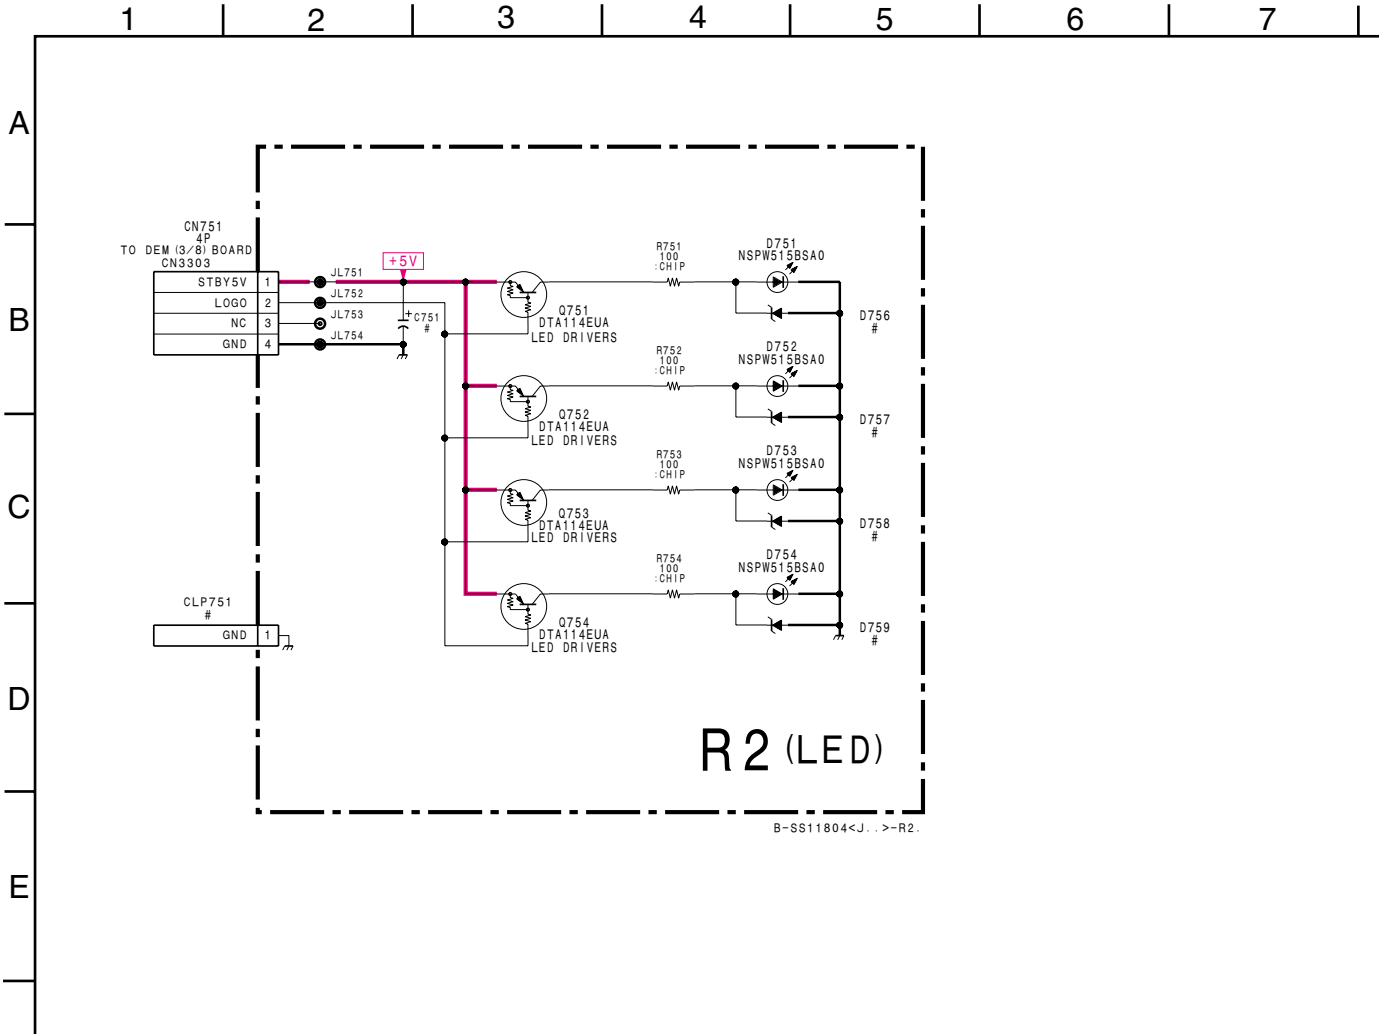 1 2 3 4 5 6 7
A
B
C
D
E
CN751
4P
TO DEM (3/8) BOARD
CN3303
STBY5V 1
LOGO 2
NC 3
GND 4
JL751
JL752
JL753
JL754
+5V
+
C751
#
Q751
DTA114EUA
LED DRIVERS
R751
100
:CHIP
D751
NSPW515BSA0
D756
#
Q752
DTA114EUA
LED DRIVERS
R752
100
:CHIP
D752
NSPW515BSA0
D757
#
Q753
DTA114EUA
LED DRIVERS
R753
100
:CHIP
D753
NSPW515BSA0
D758
#
Q754
DTA114EUA
LED DRIVERS
R754
100
:CHIP
D754
NSPW515BSA0
D759
#
CLP751
#
GND 1
R2 (LED)
B-SS11804<J..>-R2.